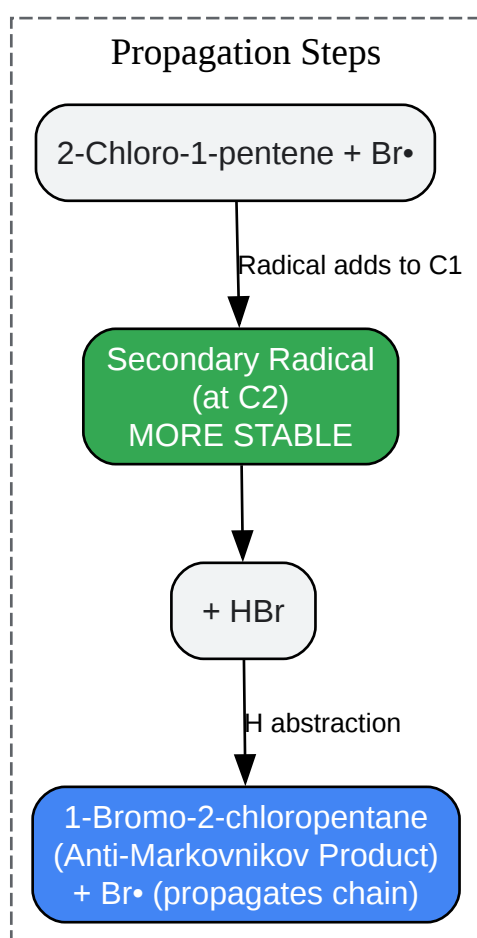 Propagation Steps
2-Chloro-1-pentene + Br•
Radical adds to C1
Secondary Radical
(at C2)
MORE STABLE
+ HBr
H abstraction
1-Bromo-2-chloropentane
(Anti-Markovnikov Product)
+ Br• (propagates chain)